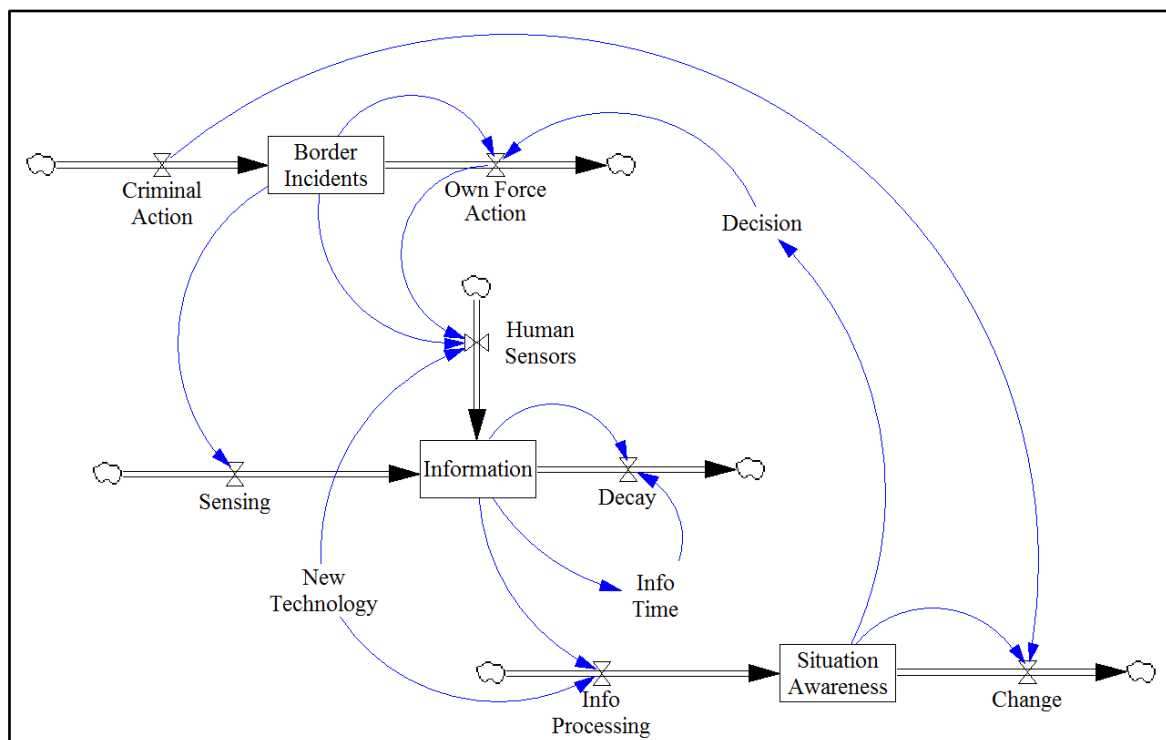 Border
Incidents
Criminal
Action
Own Force
Action
Decision
Human
Sensors
Information
Sensing
Decay
New
Technology
Info
Time
Situation
Awareness
Info
Processing
Change